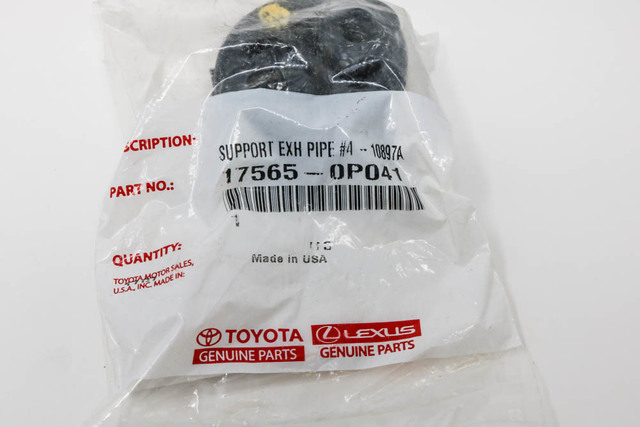 SCRIPTION: SUPPORT EXH PIPE #4 -- 10897A
PART NO.: 17565-0P041
QUANTITY:
TOYOTA MOTOR SALES,
U.S.A., INC. MADE IN:
Made in USA
TOYOTA
GENUINE PARTS
LEXUS
GENUINE PARTS